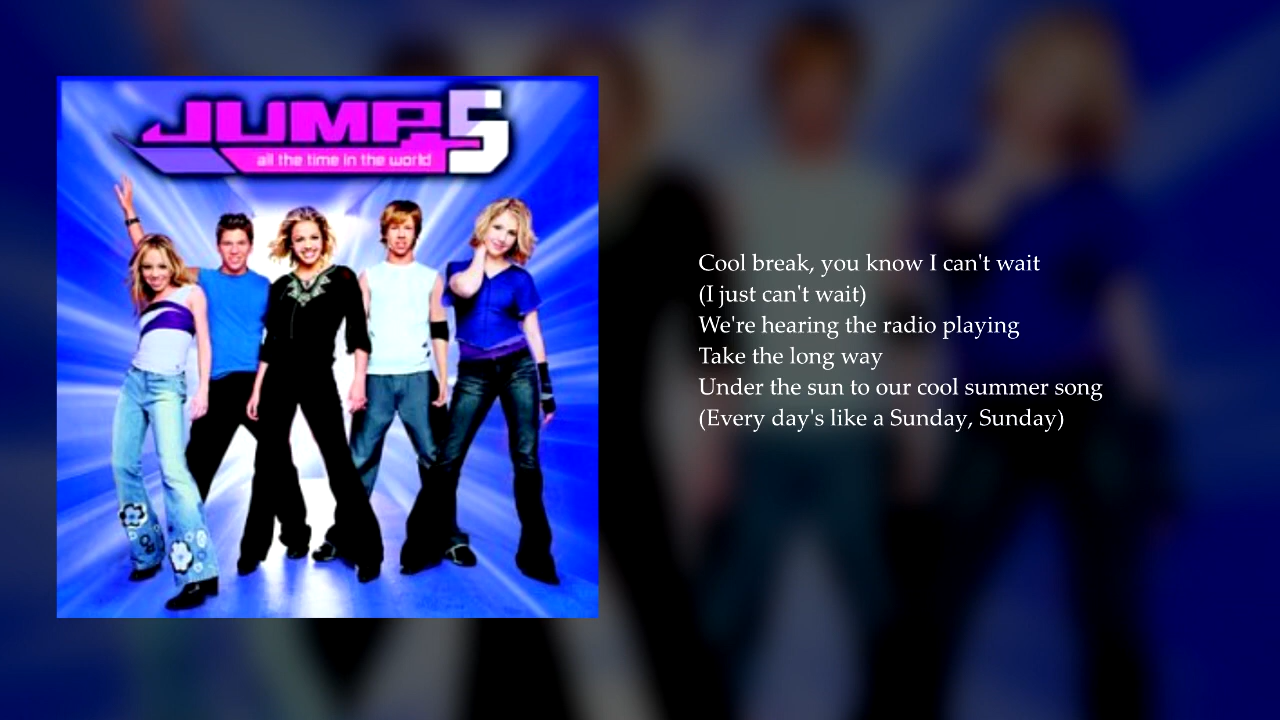 JUMP5
all the time in the world
Cool break, you know I can't wait
(I just can't wait)
We're hearing the radio playing
Take the long way
Under the sun to our cool summer song
(Every day's like a Sunday, Sunday)